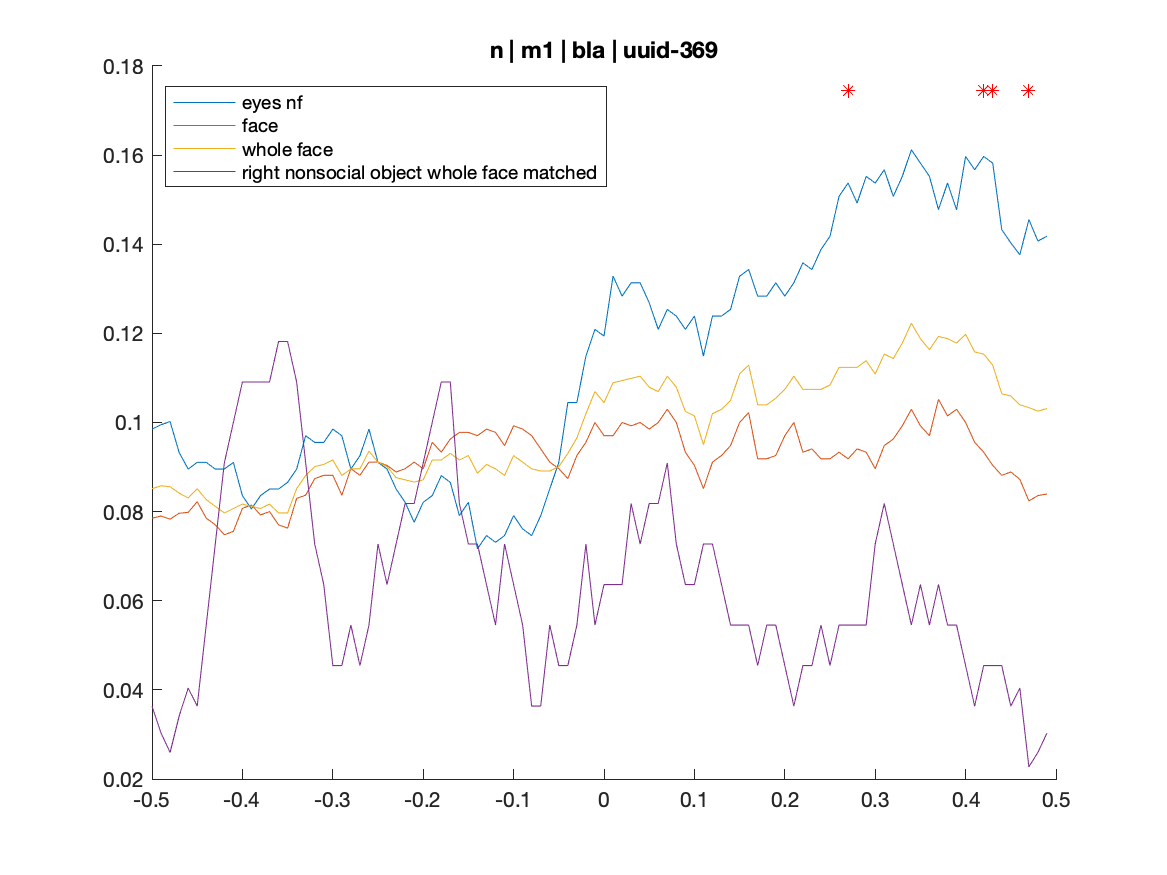 n | m1 | bla | uuid-369
0.18
eyes nf
face
whole face
right nonsocial object whole face matched
0.16
0.14
0.12
0.1
0.08
0.06
0.04
0.02
-0.5 -0.4 -0.3 -0.2 -0.1 0 0.1 0.2 0.3 0.4 0.5